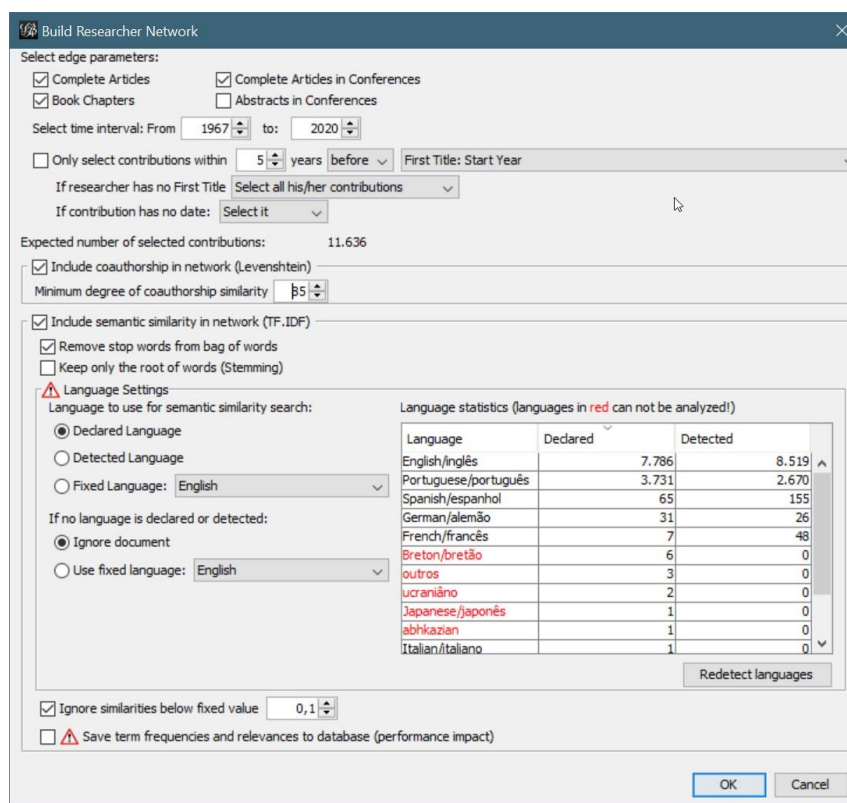 Build Researcher Network
Select edge parameters:
Complete Articles Complete Articles in Conferences
Book Chapters Abstracts in Conferences
Select time interval: From 1967 to: 2020
Only select contributions within 5 years before First Title: Start Year
If researcher has no First Title Select all his/her contributions
If contribution has no date: Select it
Expected number of selected contributions: 11.636
Include coauthorship in network (Levenshtein)
Minimum degree of coauthorship similarity 85
Include semantic similarity in network (TF.IDF)
Remove stop words from bag of words
Keep only the root of words (Stemming)
Language Settings
Language to use for semantic similarity search:
Declared Language
Detected Language
Fixed Language: English
If no language is declared or detected:
Ignore document
Use fixed language: English
Language statistics (languages in red can not be analyzed!)
Language Declared Detected
English/inglês 7.786 8.519
Portuguese/português 3.731 2.670
Spanish/espanhol 65 155
German/alemão 31 26
French/francês 7 48
Breton/bretão 6 0
outros 3 0
ucraniâno 2 0
Japanese/japonês 1 0
abhkazian 1 0
Italian/italiano 1 0
Redetect languages
Ignore similarities below fixed value 0,1
Save term frequencies and relevances to database (performance impact)
OK Cancel